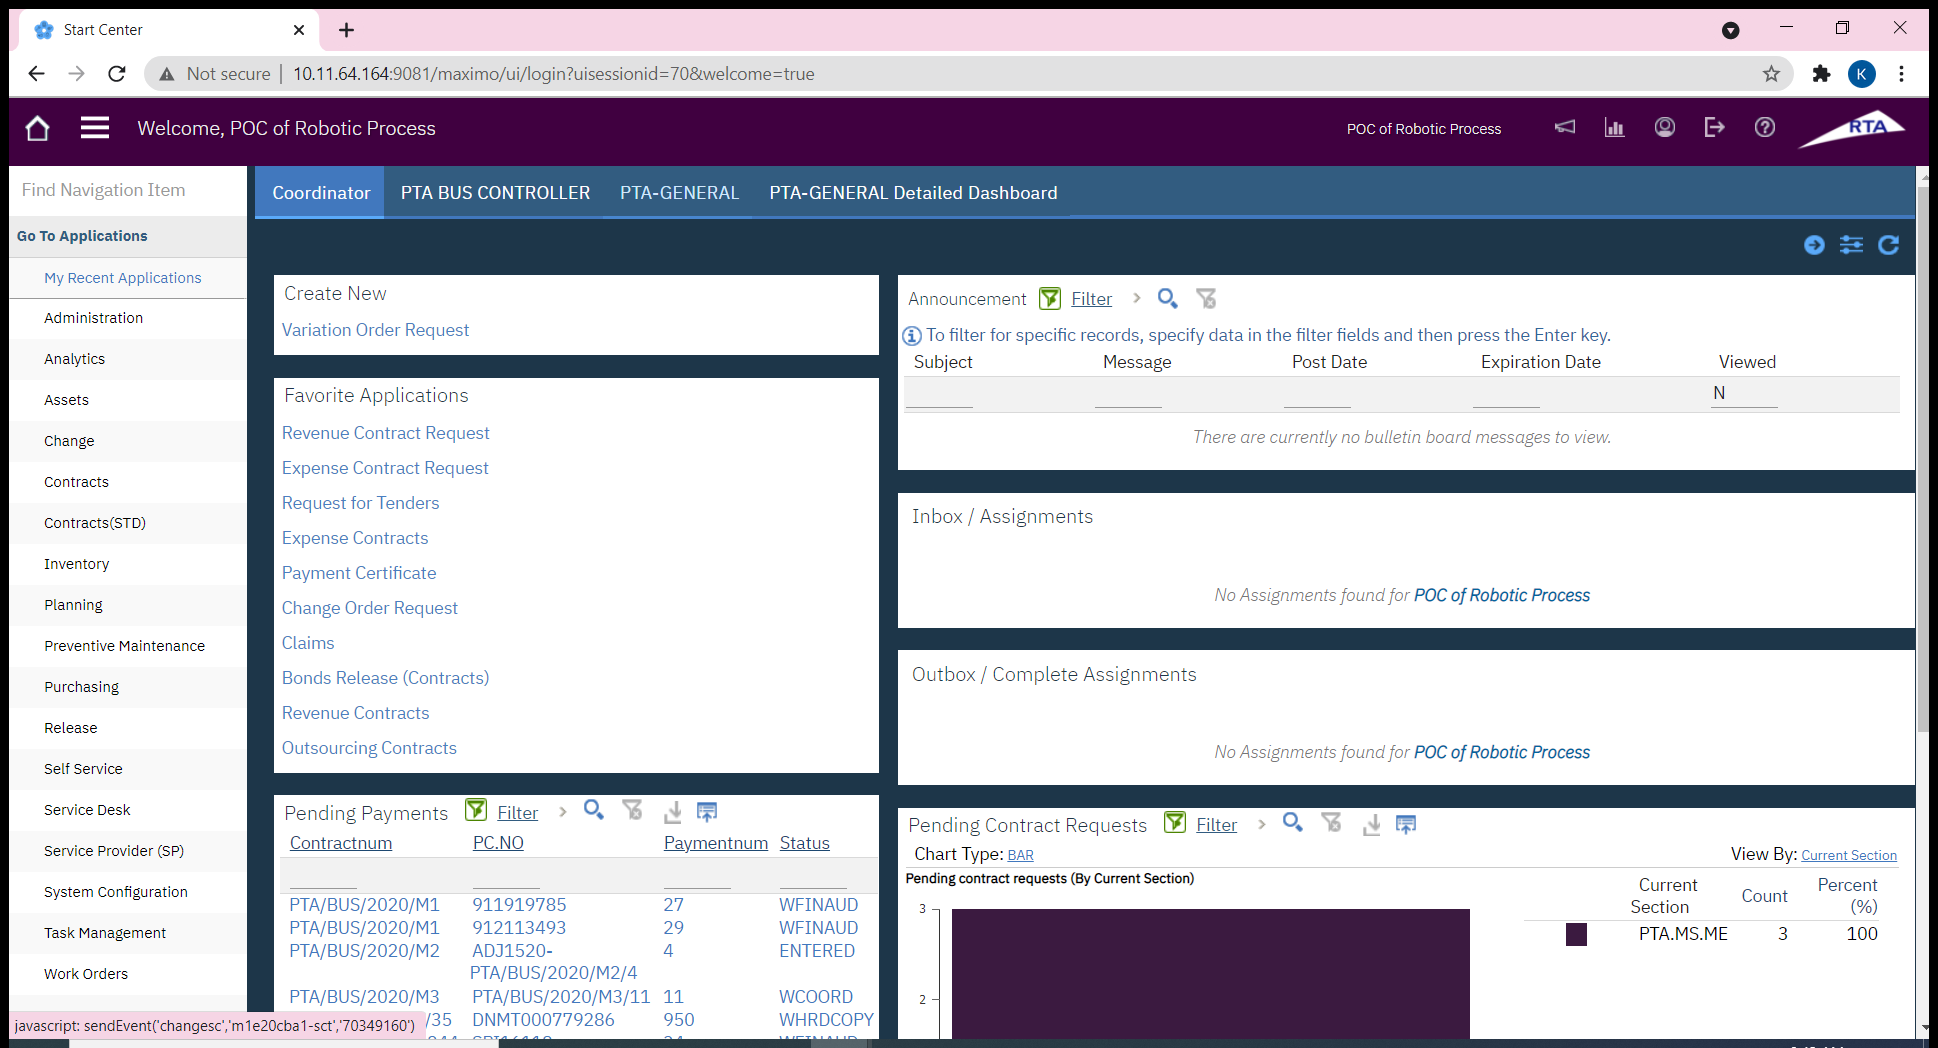 Start Center
Not secure | 10.11.64.164:9081/maximo/ui/login?uisessionid=70&welcome=true
K
Welcome, POC of Robotic Process
POC of Robotic Process
RTA
Find Navigation Item
Go To Applications
My Recent Applications
Administration
Analytics
Assets
Change
Contracts
Contracts(STD)
Inventory
Planning
Preventive Maintenance
Purchasing
Release
Self Service
Service Desk
Service Provider (SP)
System Configuration
Task Management
Work Orders
javascript: sendEvent('changesc','m1e20cba1-sct','70349160')
Coordinator PTA BUS CONTROLLER PTA-GENERAL PTA-GENERAL Detailed Dashboard
Create New
Variation Order Request
Favorite Applications
Revenue Contract Request
Expense Contract Request
Request for Tenders
Expense Contracts
Payment Certificate
Change Order Request
Claims
Bonds Release (Contracts)
Revenue Contracts
Outsourcing Contracts
Pending Payments Filter
Contractnum PC.NO Paymentnum Status
PTA/BUS/2020/M1 911919785 27 WFINAUD
PTA/BUS/2020/M1 912113493 29 WFINAUD
PTA/BUS/2020/M2 ADJ1520- 4 ENTERED
PTA/BUS/2020/M2/4
PTA/BUS/2020/M3 PTA/BUS/2020/M3/11 11 WCOORD
/35 DNMT000779286 950 WHRDCOPY
Announcement Filter
To filter for specific records, specify data in the filter fields and then press the Enter key.
Subject Message Post Date Expiration Date Viewed
N
There are currently no bulletin board messages to view.
Inbox / Assignments
No Assignments found for POC of Robotic Process
Outbox / Complete Assignments
No Assignments found for POC of Robotic Process
Pending Contract Requests Filter
Chart Type: BAR View By: Current Section
Pending contract requests (By Current Section)
3
2
Current Section Count Percent (%)
PTA.MS.ME 3 100